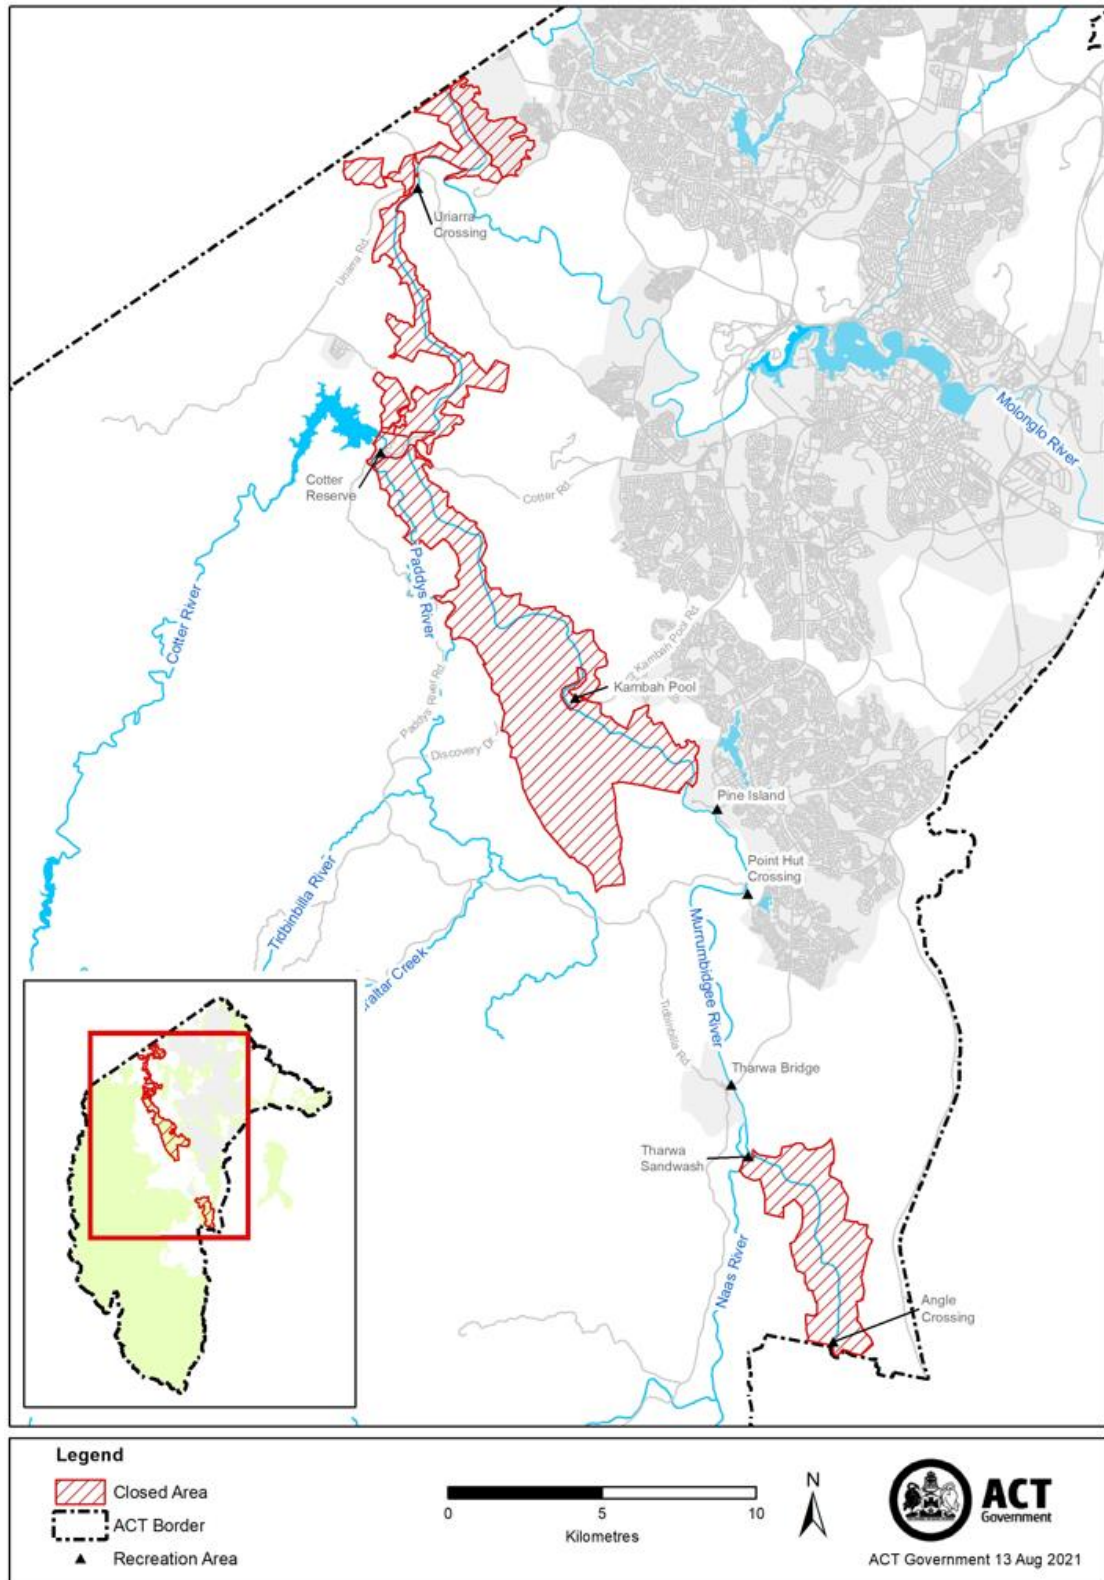 Uriarra
Crossing
Uriarra Rd.
Molonglo River
Cotter
Reserve
Cotter Rd.
Paddys River
Cotter River
Kambah Pool Rd.
Kambah Pool
Paddys River Rd.
Discovery Dr.
Pine Island
Point Hut
Crossing
Tidbinbilla River
Murrumbidgee River
raltar Creek
Tidbinbilla Rd.
Tharwa Bridge
Tharwa
Sandwash
Naas River
Angle
Crossing
Legend
Closed Area
ACT Border
Recreation Area
0
5
10
Kilometres
N
ACT
Government
ACT Government 13 Aug 2021